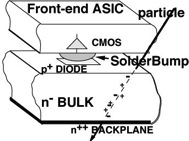 Front-end ASIC
particle
CMOS
SolderBump
p+ DIODE
n- BULK
n++ BACKPLANE